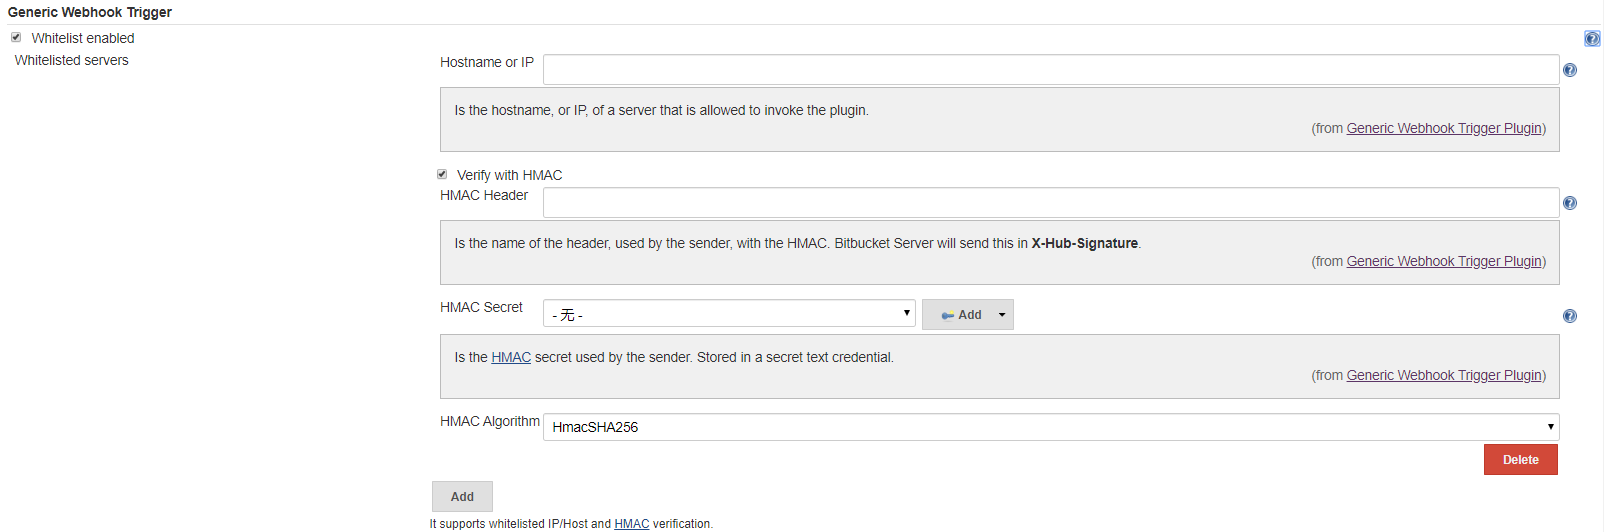 Generic Webhook Trigger
Whitelist enabled
Whitelisted servers
Hostname or IP
Is the hostname, or IP, of a server that is allowed to invoke the plugin.
(from Generic Webhook Trigger Plugin)
Verify with HMAC
HMAC Header
Is the name of the header, used by the sender, with the HMAC. Bitbucket Server will send this in X-Hub-Signature.
(from Generic Webhook Trigger Plugin)
HMAC Secret
- 无 -
Add
Is the HMAC secret used by the sender. Stored in a secret text credential.
(from Generic Webhook Trigger Plugin)
HMAC Algorithm
HmacSHA256
Delete
Add
It supports whitelisted IP/Host and HMAC verification.